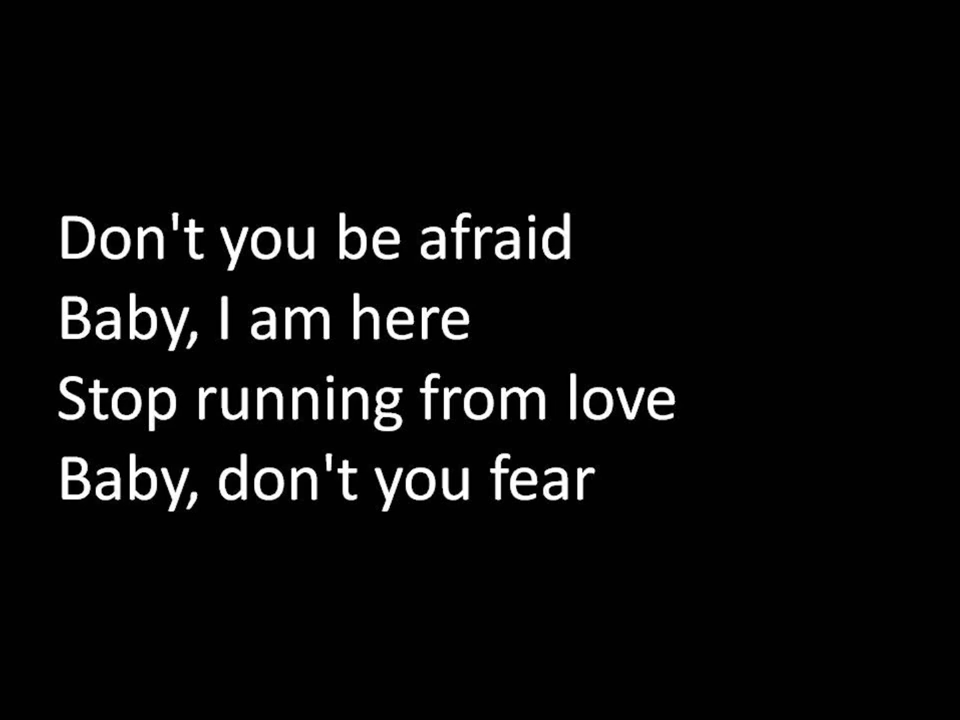 Don't you be afraid
Baby, I am here
Stop running from love
Baby, don't you fear